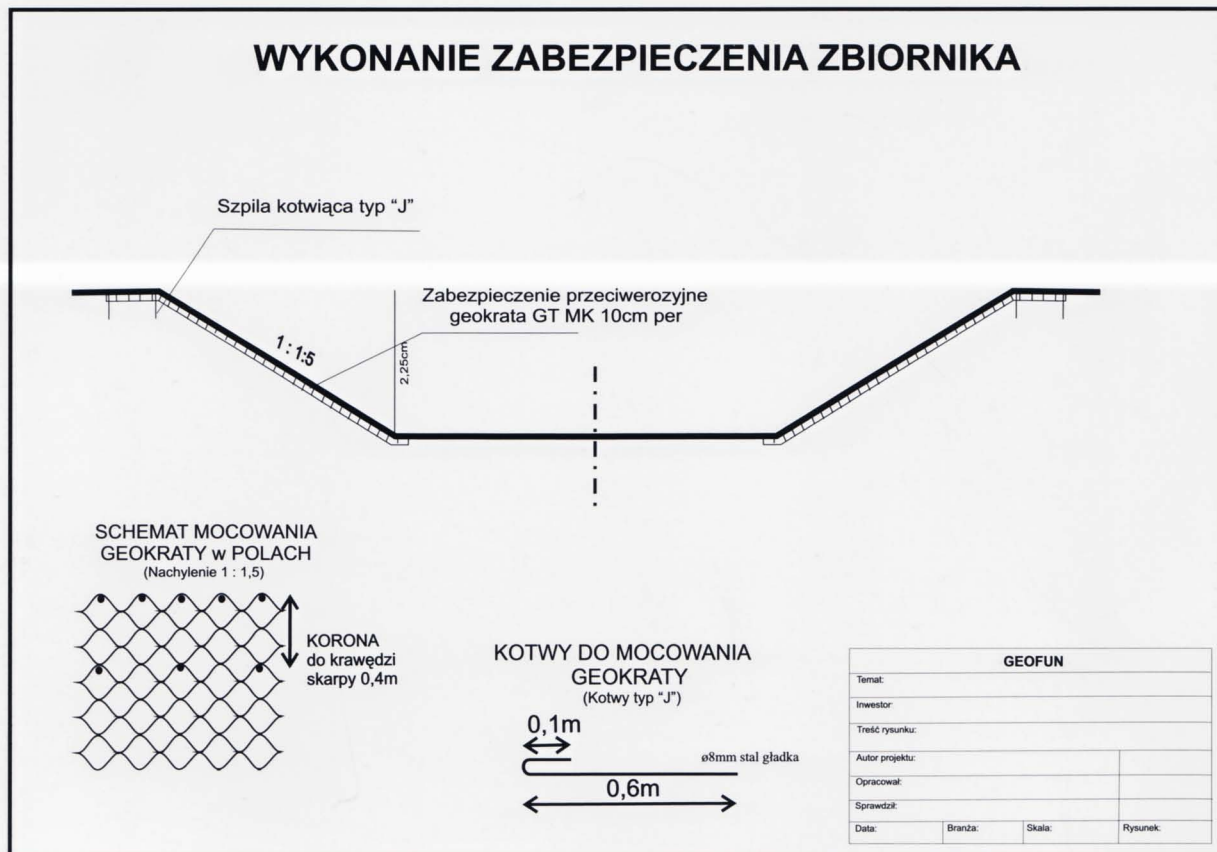 WYKONANIE ZABEZPIECZENIA ZBIORNIKA
Szpila kotwiąca typ “J”
Zabezpieczenie przeciwerozyjne
geokrata GT MK 10cm per
1 : 1:5
2,25cm
SCHEMAT MOCOWANIA
GEOKRATY w POLACH
(Nachylenie 1 : 1,5)
KORONA
do krawędzi
skarpy 0,4m
KOTWY DO MOCOWANIA
GEOKRATY
(Kotwy typ “J”)
0,1m
ø8mm stal gładka
0,6m
GEOFUN
Temat:
Inwestor:
Treść rysunku:
Autor projektu:
Opracował:
Sprawdził:
Data: Branża: Skala: Rysunek: